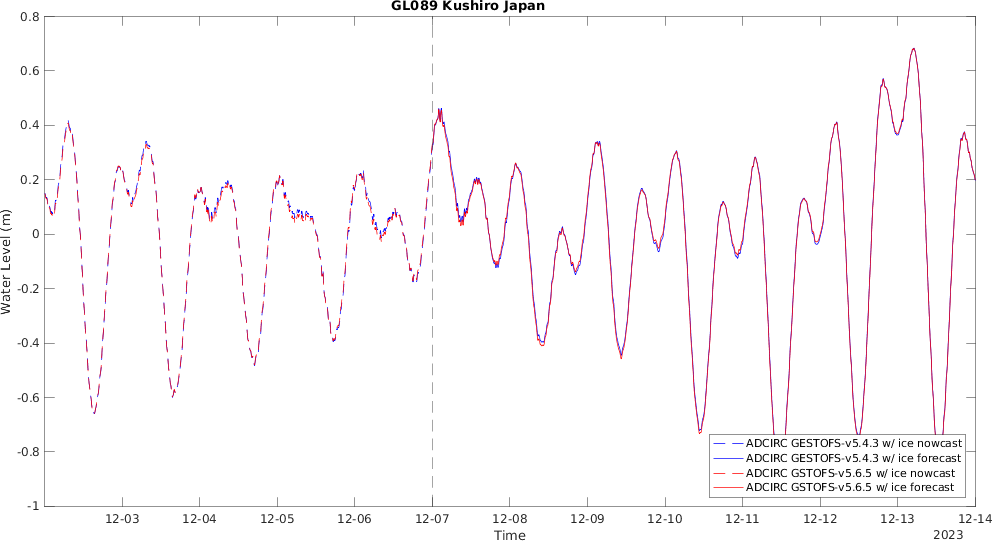 GL089 Kushiro Japan
0.8
0.6
0.4
0.2
0
-0.2
-0.4
-0.6
-0.8
-1
Water Level (m)
ADCIRC GESTOFS-v5.4.3 w/ ice nowcast
ADCIRC GESTOFS-v5.4.3 w/ ice forecast
ADCIRC GSTOFS-v5.6.5 w/ ice nowcast
ADCIRC GSTOFS-v5.6.5 w/ ice forecast
12-03 12-04 12-05 12-06 12-07 12-08 12-09 12-10 12-11 12-12 12-13 12-14
Time
2023